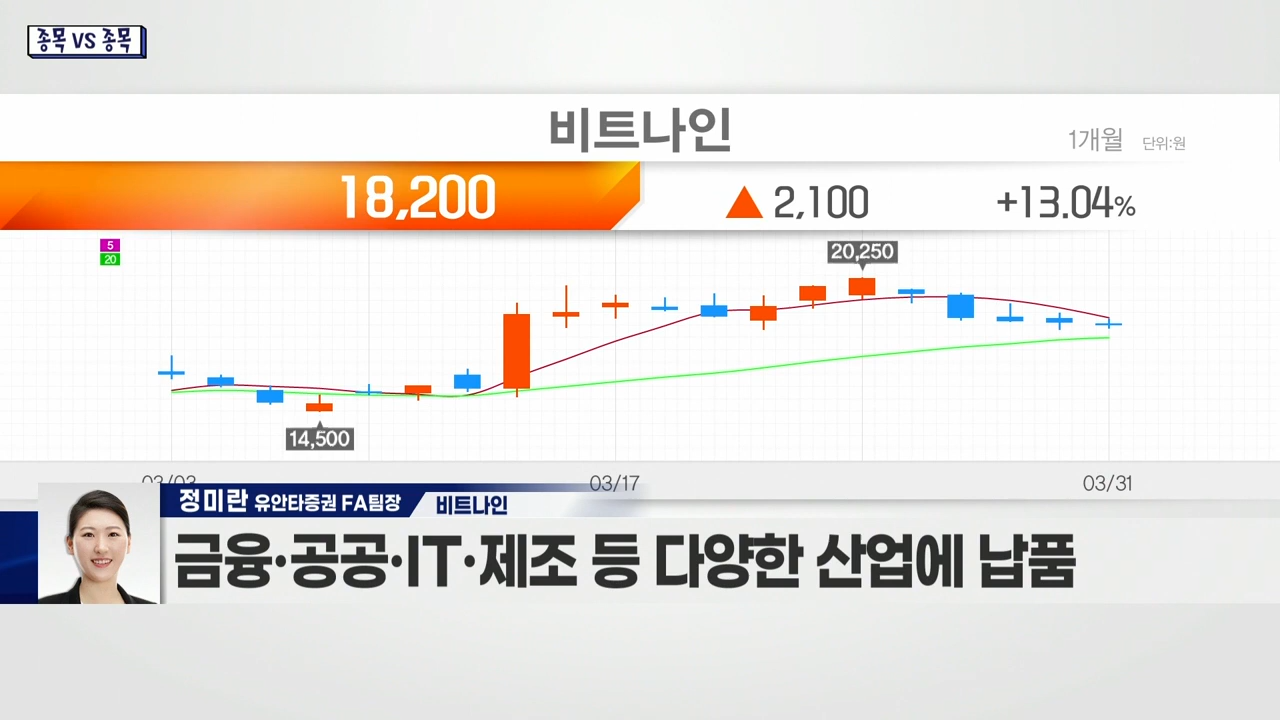 종목 VS 종목
비트나인
1개월 단위:원
18,200 ▲ 2,100 +13.04%
5
20
20,250
14,500
03/03 03/17 03/31
정미란 유안타증권 FA팀장 비트나인
금융·공공·IT·제조 등 다양한 산업에 납품